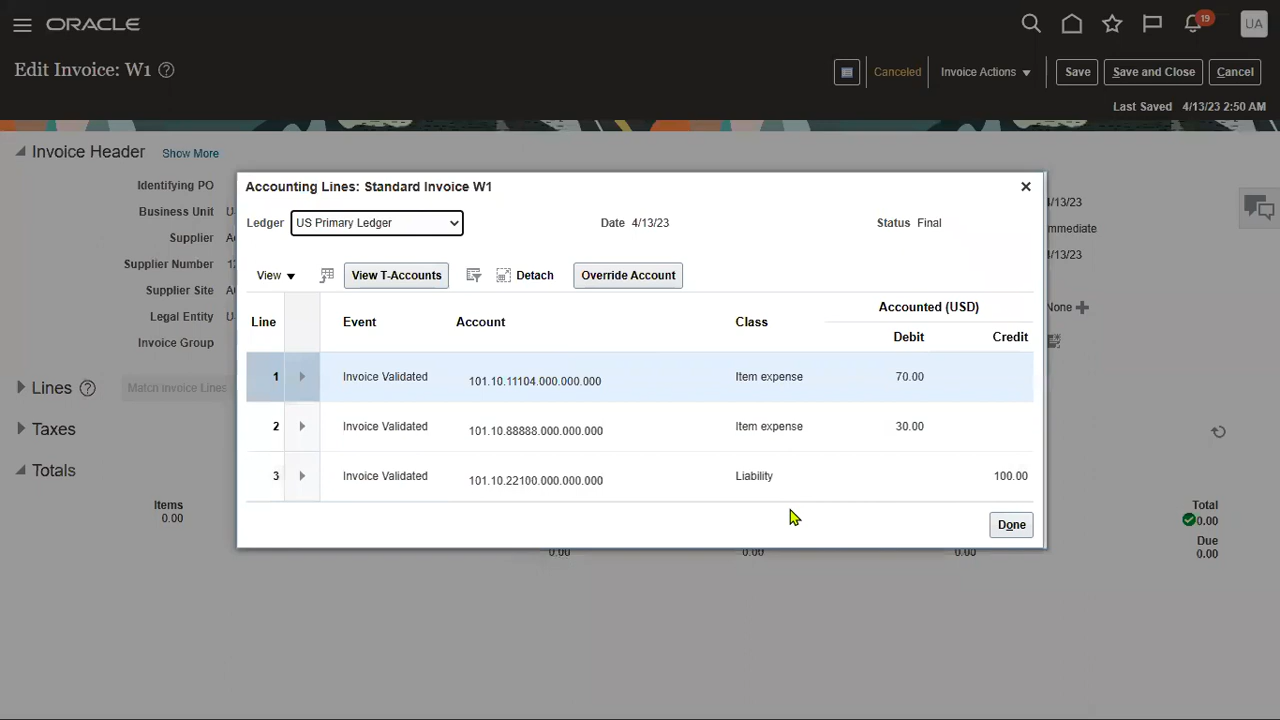 ORACLE
19
UA
Edit Invoice: W1
Canceled
Invoice Actions
Save
Save and Close
Cancel
Last Saved 4/13/23 2:50 AM
Invoice Header
Show More
Identifying PO
Business Unit
Supplier
Supplier Number
Supplier Site
Legal Entity
Invoice Group
None
Lines
Match Invoice Lines
Taxes
Totals
Items
0.00
0.00
0.00
0.00
Total
0.00
Due
0.00
Accounting Lines: Standard Invoice W1
Ledger US Primary Ledger
Date 4/13/23
Status Final
View
View T-Accounts
Detach
Override Account
Line Event Account Class Accounted (USD)
Debit Credit
1 Invoice Validated 101.10.11104.000.000.000 Item expense 70.00
2 Invoice Validated 101.10.88888.000.000.000 Item expense 30.00
3 Invoice Validated 101.10.22100.000.000.000 Liability 100.00
Done